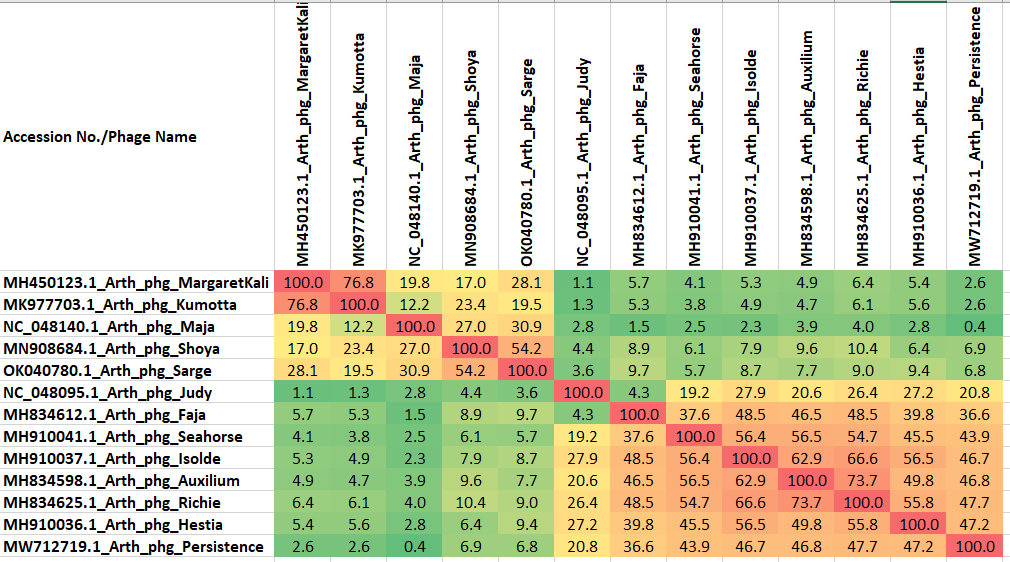 Accession No./Phage Name MH450123.1_Arth_phg_MargaretKali MK977703.1_Arth_phg_Kumotta NC_048140.1_Arth_phg_Maja MN908684.1_Arth_phg_Shoya OK040780.1_Arth_phg_Sarge NC_048095.1_Arth_phg_Judy MH834612.1_Arth_phg_Faja MH910041.1_Arth_phg_Seahorse MH910037.1_Arth_phg_Isolde MH834598.1_Arth_phg_Auxilium MH834625.1_Arth_phg_Richie MH910036.1_Arth_phg_Hestia MW712719.1_Arth_phg_Persistence
MH450123.1_Arth_phg_MargaretKali 100.0 76.8 19.8 17.0 28.1 1.1 5.7 4.1 5.3 4.9 6.4 5.4 2.6
MK977703.1_Arth_phg_Kumotta 76.8 100.0 12.2 23.4 19.5 1.3 5.3 3.8 4.9 4.7 6.1 5.6 2.6
NC_048140.1_Arth_phg_Maja 19.8 12.2 100.0 27.0 30.9 2.8 1.5 2.5 2.3 3.9 4.0 2.8 0.4
MN908684.1_Arth_phg_Shoya 17.0 23.4 27.0 100.0 54.2 4.4 8.9 6.1 7.9 9.6 10.4 6.4 6.9
OK040780.1_Arth_phg_Sarge 28.1 19.5 30.9 54.2 100.0 3.6 9.7 5.7 8.7 7.7 9.0 9.4 6.8
NC_048095.1_Arth_phg_Judy 1.1 1.3 2.8 4.4 3.6 100.0 4.3 19.2 27.9 20.6 26.4 27.2 20.8
MH834612.1_Arth_phg_Faja 5.7 5.3 1.5 8.9 9.7 4.3 100.0 37.6 48.5 46.5 48.5 39.8 36.6
MH910041.1_Arth_phg_Seahorse 4.1 3.8 2.5 6.1 5.7 19.2 37.6 100.0 56.4 56.5 54.7 45.5 43.9
MH910037.1_Arth_phg_Isolde 5.3 4.9 2.3 7.9 8.7 27.9 48.5 56.4 100.0 62.9 66.6 56.5 46.7
MH834598.1_Arth_phg_Auxilium 4.9 4.7 3.9 9.6 7.7 20.6 46.5 56.5 62.9 100.0 73.7 49.8 46.8
MH834625.1_Arth_phg_Richie 6.4 6.1 4.0 10.4 9.0 26.4 48.5 54.7 66.6 73.7 100.0 55.8 47.7
MH910036.1_Arth_phg_Hestia 5.4 5.6 2.8 6.4 9.4 27.2 39.8 45.5 56.5 49.8 55.8 100.0 47.2
MW712719.1_Arth_phg_Persistence 2.6 2.6 0.4 6.9 6.8 20.8 36.6 43.9 46.7 46.8 47.7 47.2 100.0